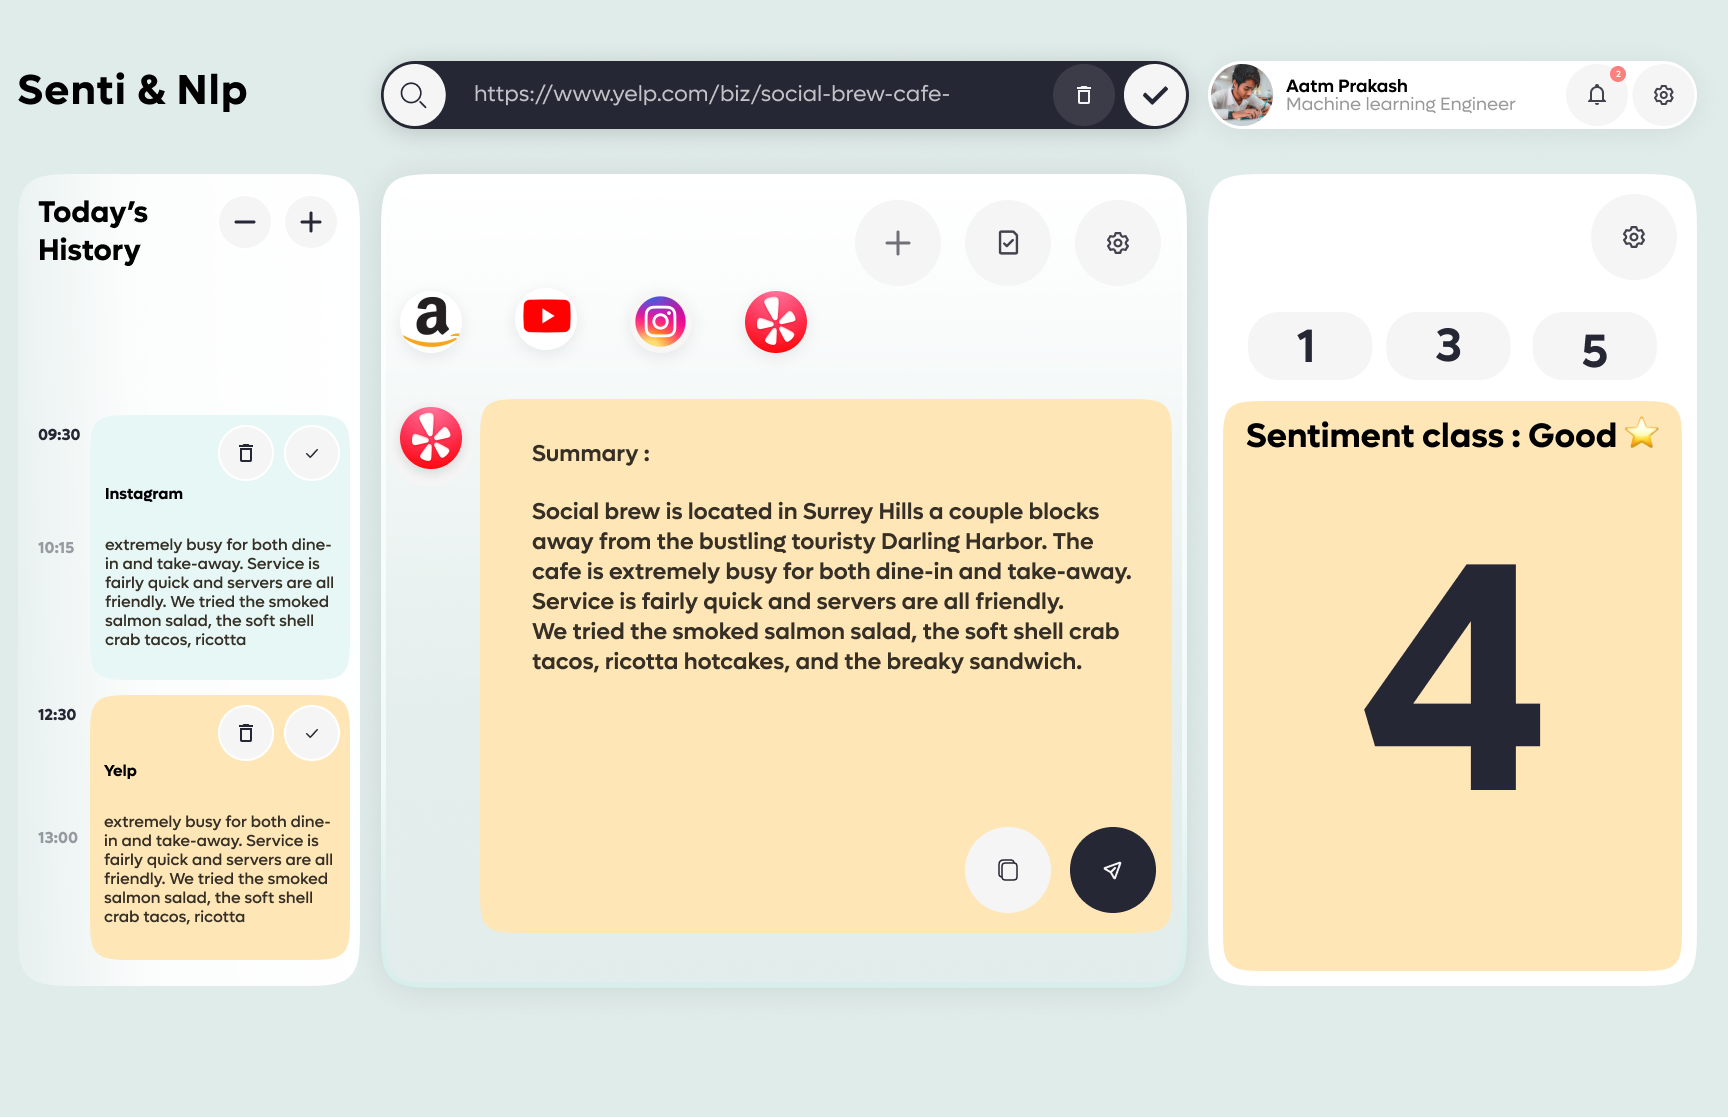 Senti & Nlp
https://www.yelp.com/biz/social-brew-cafe-
Aatm Prakash
Machine learning Engineer
2
Today's
History
09:30
Instagram
10:15
extremely busy for both dine-
in and take-away. Service is
fairly quick and servers are all
friendly. We tried the smoked
salmon salad, the soft shell
crab tacos, ricotta
12:30
Yelp
13:00
extremely busy for both dine-
in and take-away. Service is
fairly quick and servers are all
friendly. We tried the smoked
salmon salad, the soft shell
crab tacos, ricotta
a
Summary :
Social brew is located in Surrey Hills a couple blocks
away from the bustling touristy Darling Harbor. The
cafe is extremely busy for both dine-in and take-away.
Service is fairly quick and servers are all friendly.
We tried the smoked salmon salad, the soft shell crab
tacos, ricotta hotcakes, and the breaky sandwich.
1 3 5
Sentiment class : Good ⭐
4